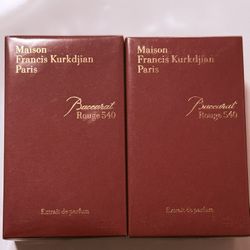 Maison
Francis Kurkdjian
Paris
Baccarat
Rouge 540
Extrait de parfum
Maison
Francis Kurkdjian
Paris
Baccarat
Rouge 540
Extrait de parfum